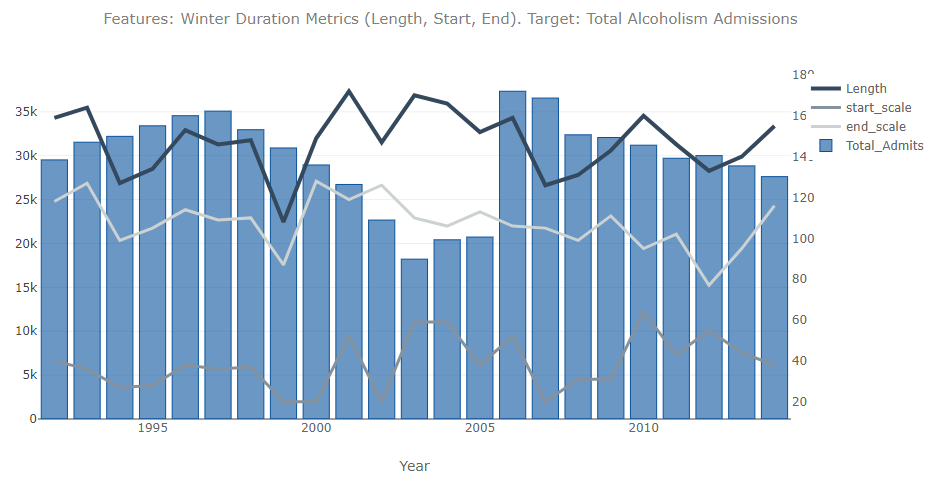 Features: Winter Duration Metrics (Length, Start, End). Target: Total Alcoholism Admissions
35k
30k
25k
20k
15k
10k
5k
0
180
160
140
120
100
80
60
40
20
1995
2000
2005
2010
Year
Length
start_scale
end_scale
Total_Admits